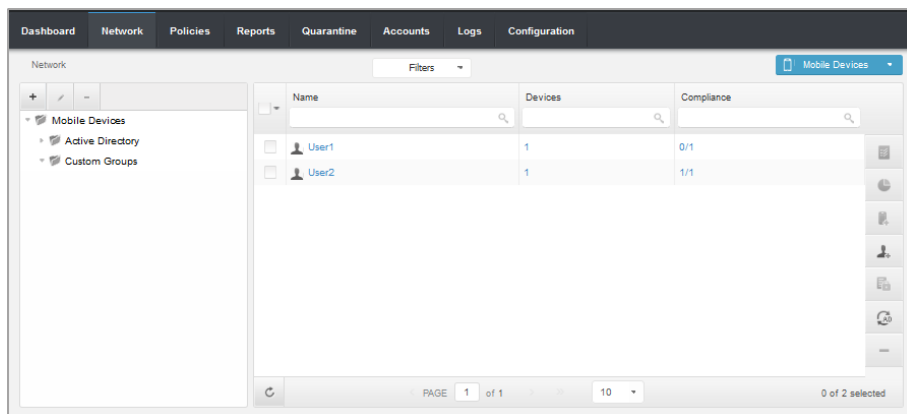 Dashboard Network Policies Reports Quarantine Accounts Logs Configuration
Network Filters Mobile Devices
Name Devices Compliance
Mobile Devices
Active Directory
Custom Groups
User1 1 0/1
User2 1 1/1
AD
PAGE 1 of 1 10 0 of 2 selected